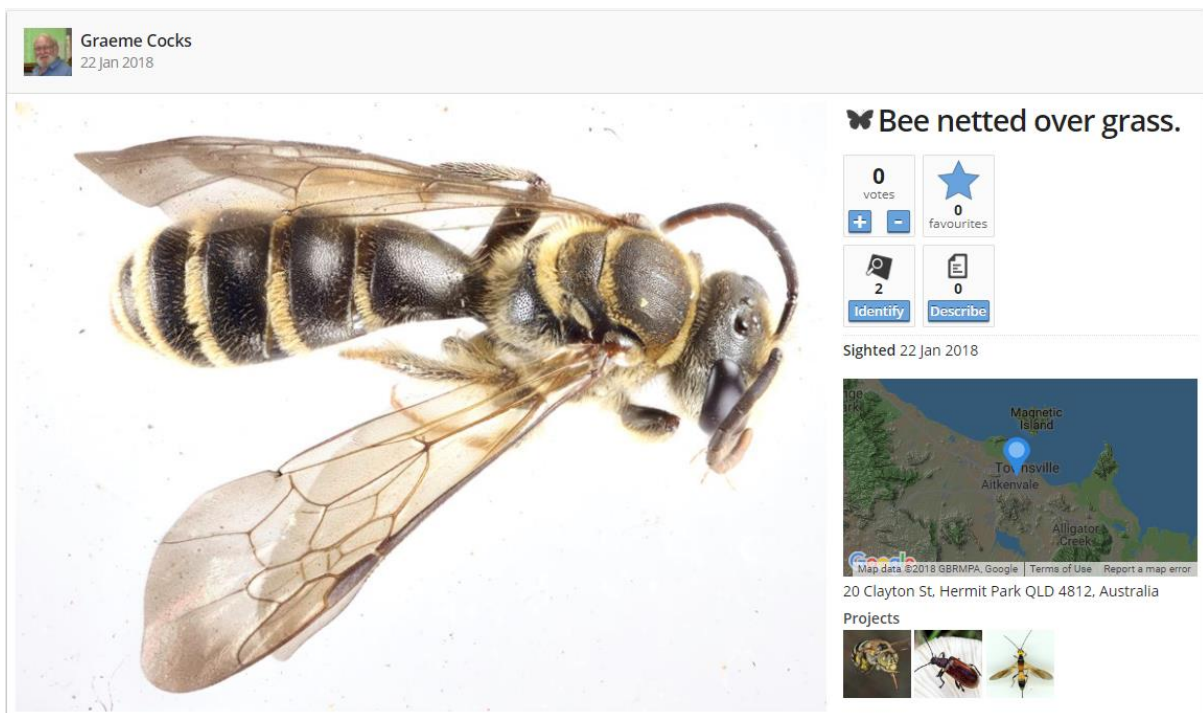 Graeme Cocks
22 Jan 2018
Bee netted over grass.
0
votes
+ -
0
favourites
2
Identify
0
Describe
Sighted 22 Jan 2018
Magnetic
Island
Townsville
Aitkenvale
Alligator
Creek
Google
Map data ©2018 GBRMPA, Google Terms of Use Report a map error
20 Clayton St, Hermit Park QLD 4812, Australia
Projects